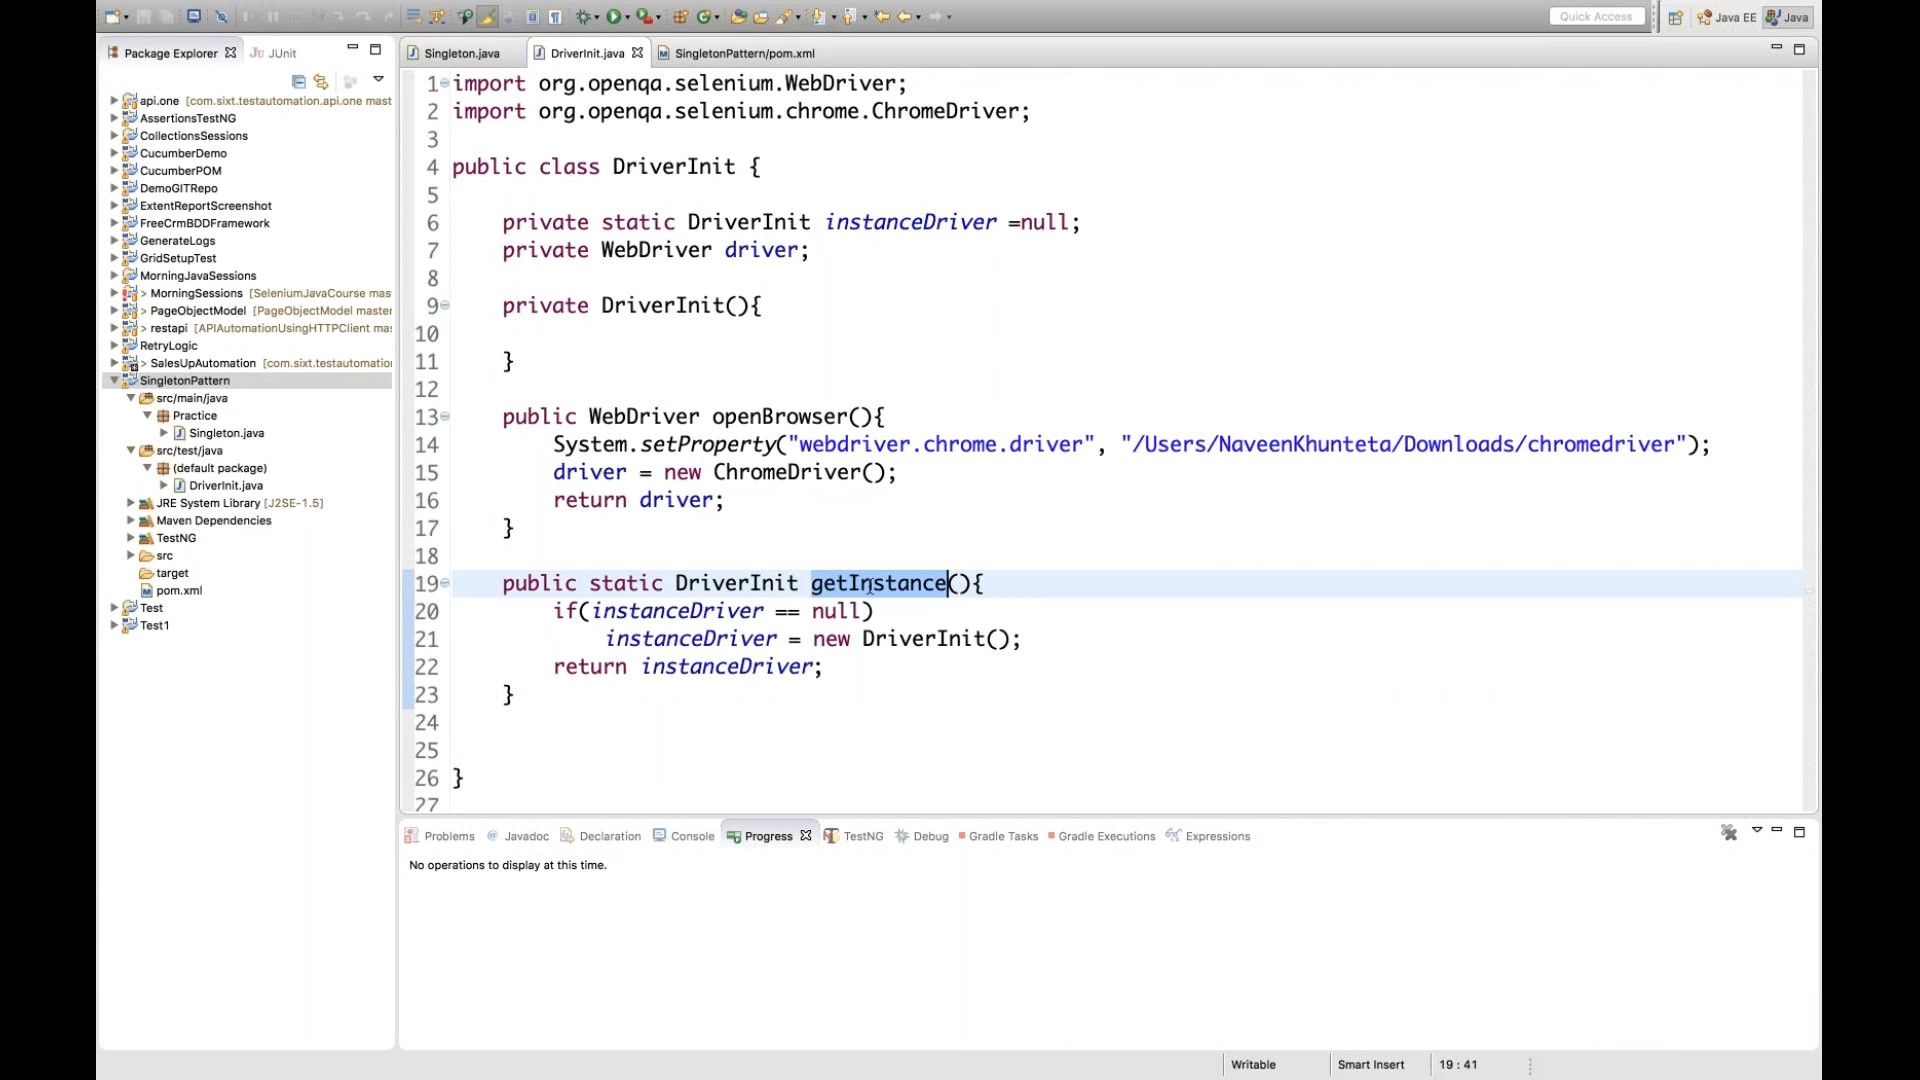 Quick Access
Java EE
Java
Package Explorer
JUnit
Singleton.java
DriverInit.java
SingletonPattern/pom.xml
api.one [com.sixt.testautomation.api.one mast
AssertionsTestNG
CollectionsSessions
CucumberDemo
CucumberPOM
DemoGITRepo
ExtentReportScreenshot
FreeCrmBDDFramework
GenerateLogs
GridSetupTest
MorningJavaSessions
> MorningSessions [SeleniumJavaCourse mas
> PageObjectModel [PageObjectModel master
> restapi [APIAutomationUsingHTTPClient mas
RetryLogic
> SalesUpAutomation [com.sixt.testautomatio
SingletonPattern
src/main/java
Practice
Singleton.java
src/test/java
(default package)
DriverInit.java
JRE System Library [J2SE-1.5]
Maven Dependencies
TestNG
src
target
pom.xml
Test
Test1
1 import org.openqa.selenium.WebDriver;
2 import org.openqa.selenium.chrome.ChromeDriver;
3
4 public class DriverInit {
5
6 private static DriverInit instanceDriver =null;
7 private WebDriver driver;
8
9 private DriverInit(){
10
11 }
12
13 public WebDriver openBrowser(){
14 System.setProperty("webdriver.chrome.driver", "/Users/NaveenKhunteta/Downloads/chromedriver");
15 driver = new ChromeDriver();
16 return driver;
17 }
18
19 public static DriverInit getInstance(){
20 if(instanceDriver == null)
21 instanceDriver = new DriverInit();
22 return instanceDriver;
23 }
24
25
26 }
27
Problems
Javadoc
Declaration
Console
Progress
TestNG
Debug
Gradle Tasks
Gradle Executions
Expressions
No operations to display at this time.
Writable
Smart Insert
19 : 41